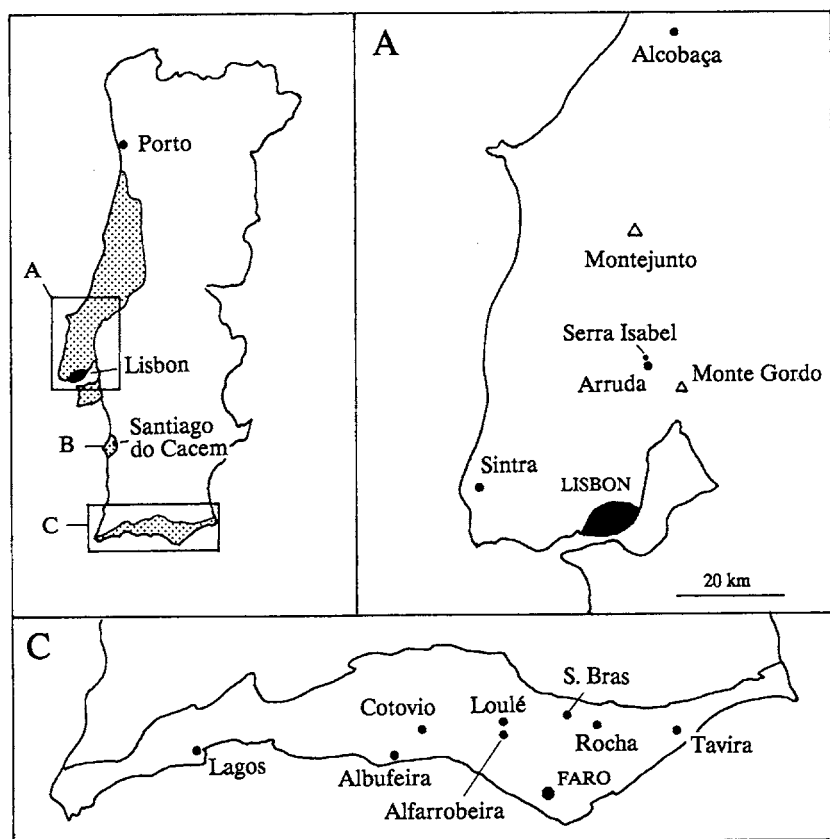 Porto
A
Lisbon
Santiago
do Cacem
B
C
A
Alcobaça
Montejunto
Serra Isabel
Arruda
Monte Gordo
Sintra
LISBON
20 km
C
S. Bras
Cotovio
Loulé
Rocha
Tavira
Lagos
Albufeira
FARO
Alfarrobeira